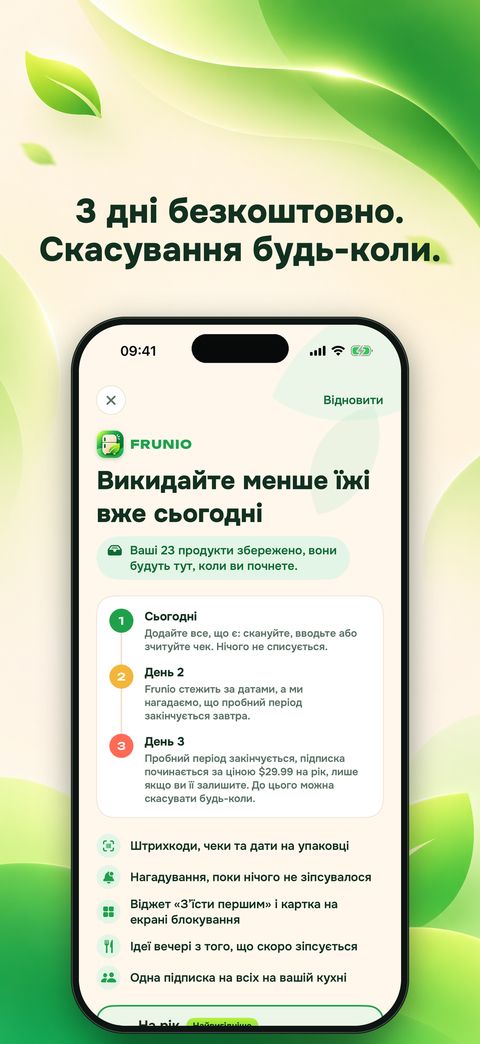 3 дні безкоштовно.
Скасування будь-коли.
09:41
Відновити
FRUNIO
Викидайте менше їжі
вже сьогодні
Ваші 23 продукти збережено, вони
будуть тут, коли ви почнете.
1
Сьогодні
Додайте все, що є: скануйте, вводьте або
зчитуйте чек. Нічого не списується.
2
День 2
Frunio стежить за датами, а ми
нагадаємо, що пробний період
закінчується завтра.
3
День 3
Пробний період закінчується, підписка
починається за ціною $29.99 на рік, лише
якщо ви її залишите. До цього можна
скасувати будь-коли.
Штрихкоди, чеки та дати на упаковці
Нагадування, поки нічого не зіпсувалося
Віджет «З’їсти першим» і картка на
екрані блокування
Ідеї вечері з того, що скоро зіпсується
Одна підписка на всіх на вашій кухні
На рік
Найвигідніше